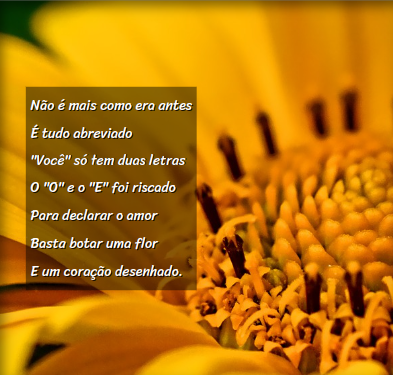 Não é mais como era antes
É tudo abreviado
"Você" só tem duas letras
O "O" e o "E" foi riscado
Para declarar o amor
Basta botar uma flor
E um coração desenhado.